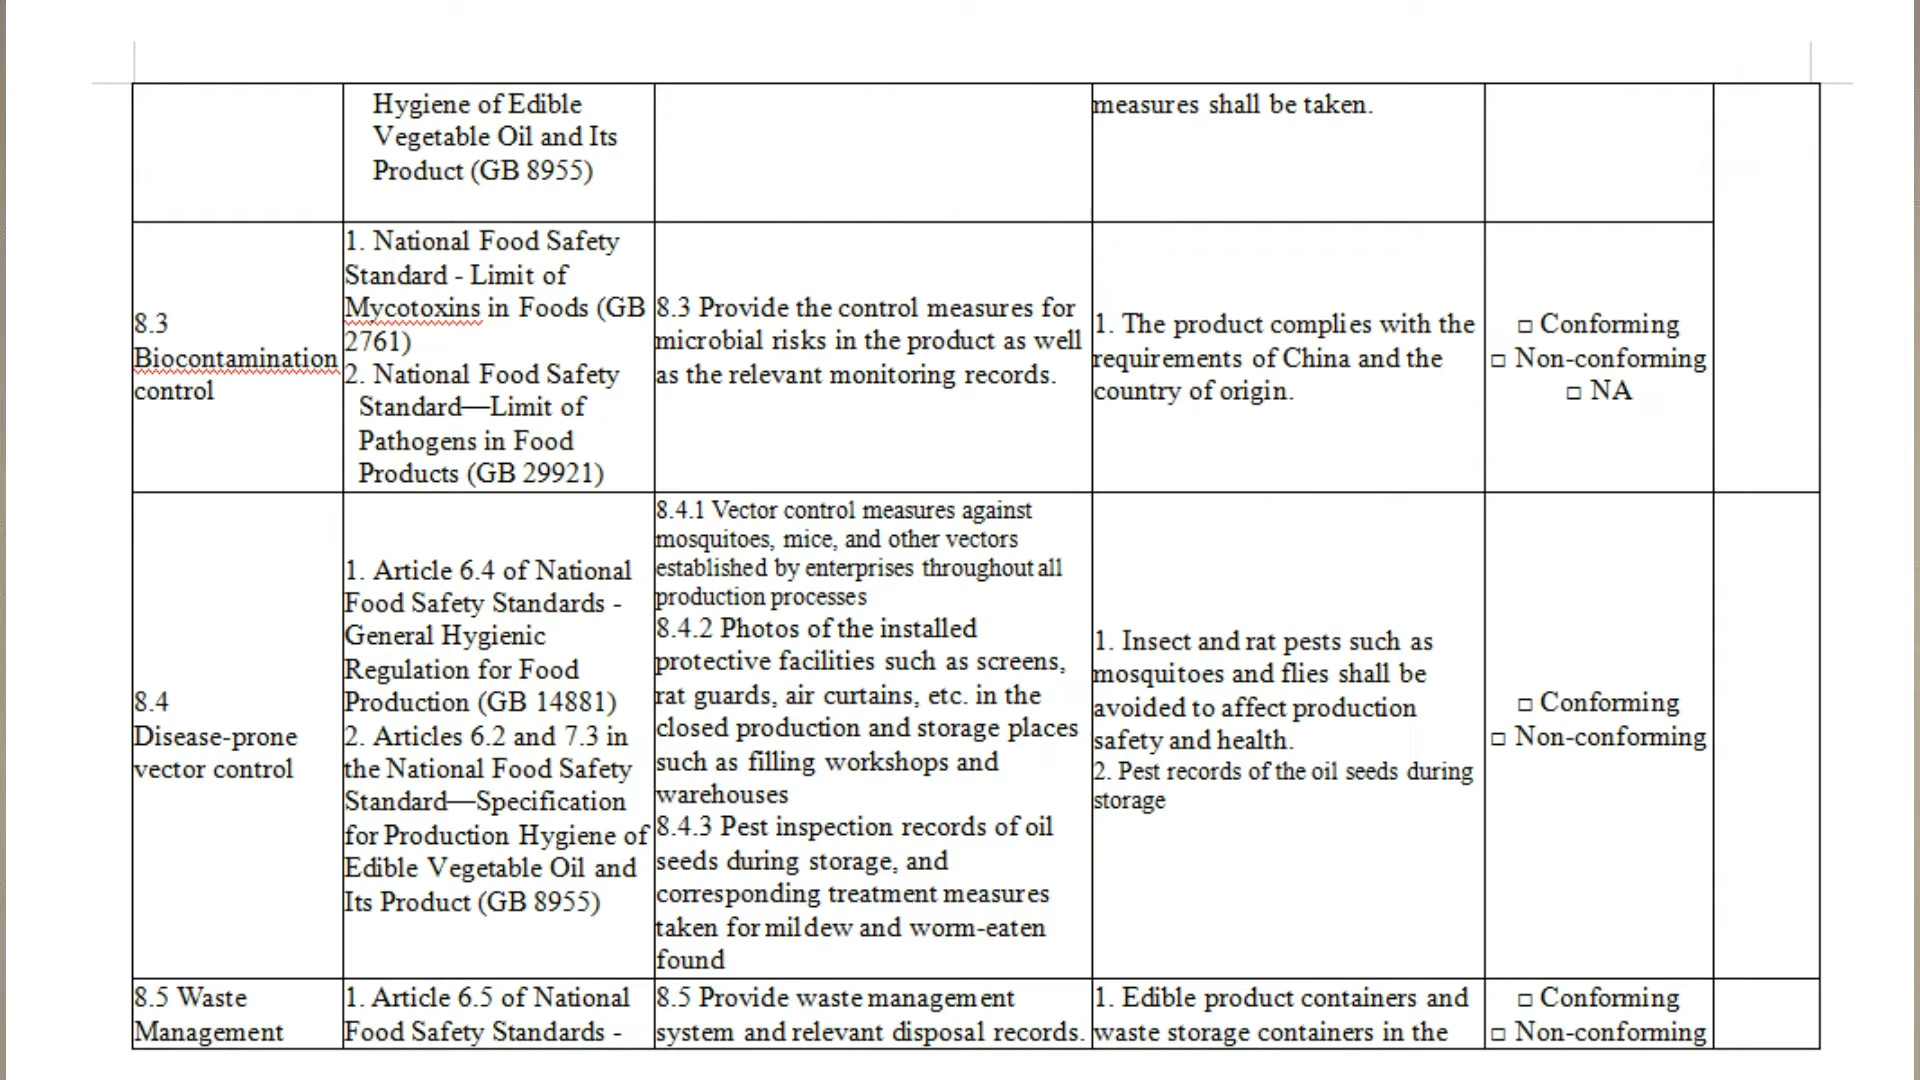 Hygiene of Edible
Vegetable Oil and Its
Product (GB 8955)
measures shall be taken.
8.3
Biocontamination
control
1. National Food Safety
Standard - Limit of
Mycotoxins in Foods (GB
2761)
2. National Food Safety
Standard—Limit of
Pathogens in Food
Products (GB 29921)
8.3 Provide the control measures for
microbial risks in the product as well
as the relevant monitoring records.
1. The product complies with the
requirements of China and the
country of origin.
□ Conforming
□ Non-conforming
□ NA
8.4
Disease-prone
vector control
1. Article 6.4 of National
Food Safety Standards -
General Hygienic
Regulation for Food
Production (GB 14881)
2. Articles 6.2 and 7.3 in
the National Food Safety
Standard—Specification
for Production Hygiene of
Edible Vegetable Oil and
Its Product (GB 8955)
8.4.1 Vector control measures against
mosquitoes, mice, and other vectors
established by enterprises throughout all
production processes
8.4.2 Photos of the installed
protective facilities such as screens,
rat guards, air curtains, etc. in the
closed production and storage places
such as filling workshops and
warehouses
8.4.3 Pest inspection records of oil
seeds during storage, and
corresponding treatment measures
taken for mildew and worm-eaten
found
1. Insect and rat pests such as
mosquitoes and flies shall be
avoided to affect production
safety and health.
2. Pest records of the oil seeds during
storage
□ Conforming
□ Non-conforming
8.5 Waste
Management
1. Article 6.5 of National
Food Safety Standards -
8.5 Provide waste management
system and relevant disposal records.
1. Edible product containers and
waste storage containers in the
□ Conforming
□ Non-conforming